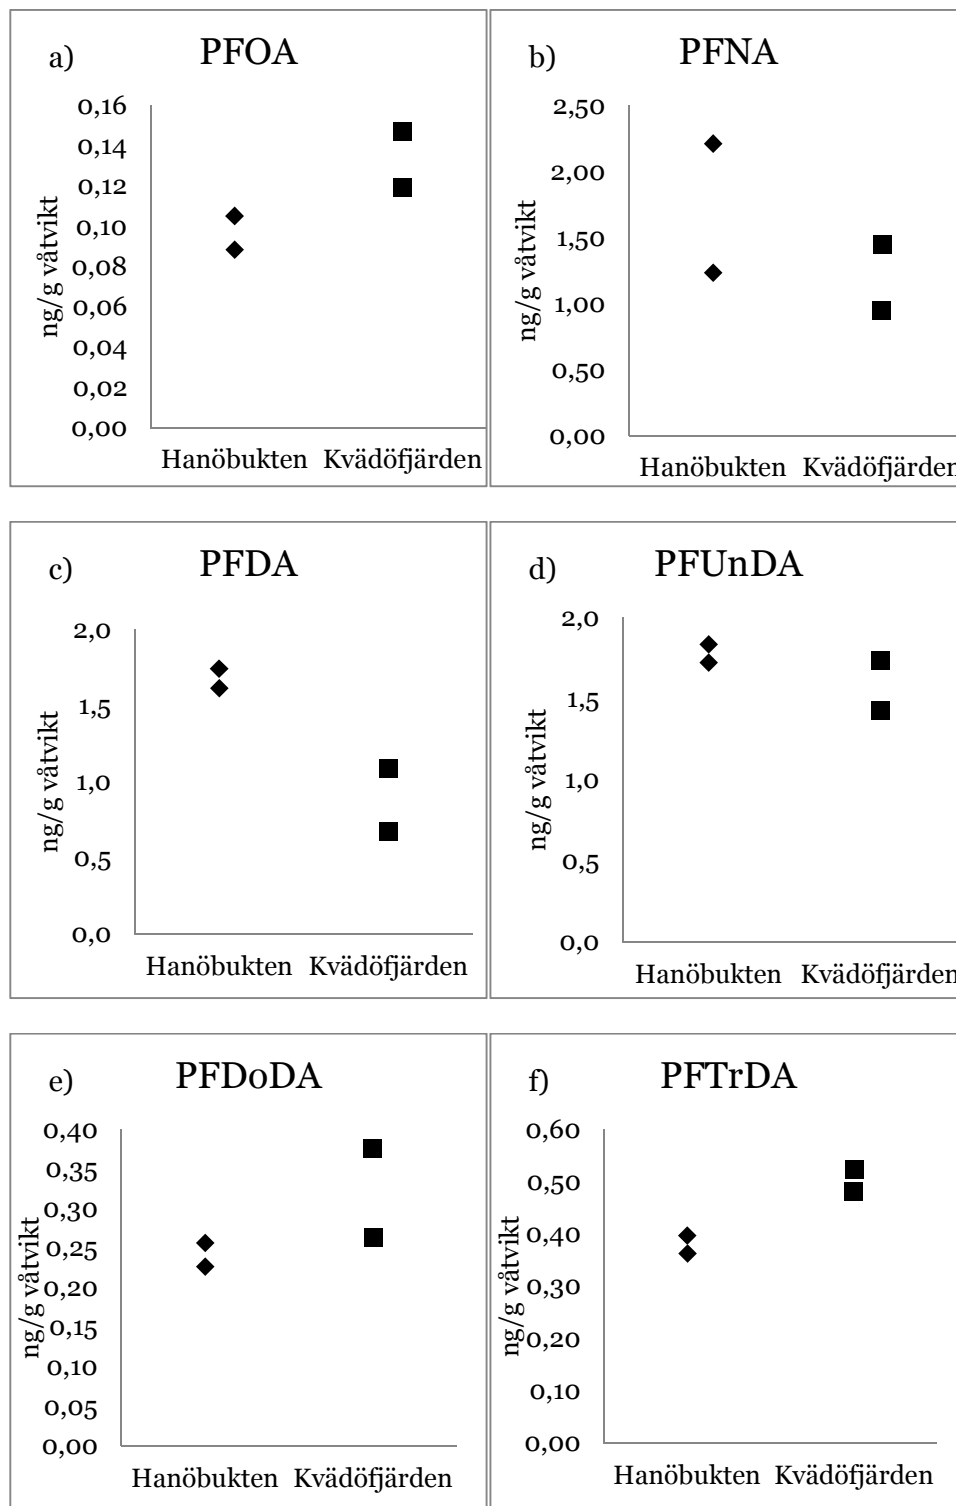 a) PFOA
0,16
0,14
0,12
0,10
0,08
0,06
0,04
0,02
0,00
ng/g våtvikt
Hanöbukten Kvädöfjärden
b) PFNA
2,50
2,00
1,50
1,00
0,50
0,00
ng/g våtvikt
Hanöbukten Kvädöfjärden
c) PFDA
2,0
1,5
1,0
0,5
0,0
ng/g våtvikt
Hanöbukten Kvädöfjärden
d) PFUnDA
2,0
1,5
1,0
0,5
0,0
ng/g våtvikt
Hanöbukten Kvädöfjärden
e) PFDoDA
0,40
0,35
0,30
0,25
0,20
0,15
0,10
0,05
0,00
ng/g våtvikt
Hanöbukten Kvädöfjärden
f) PFTrDA
0,60
0,50
0,40
0,30
0,20
0,10
0,00
ng/g våtvikt
Hanöbukten Kvädöfjärden